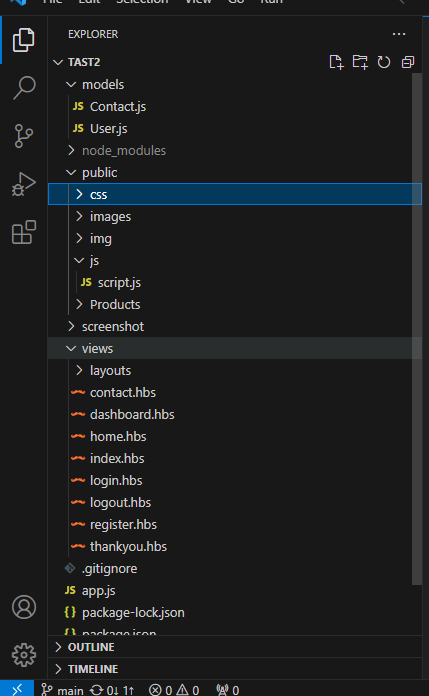 File Edit Selection View Go Run
EXPLORER
TAST2
models
JS Contact.js
JS User.js
node_modules
public
css
images
img
js
JS script.js
Products
screenshot
views
layouts
contact.hbs
dashboard.hbs
home.hbs
index.hbs
login.hbs
logout.hbs
register.hbs
thankyou.hbs
.gitignore
JS app.js
{} package-lock.json
package.json
OUTLINE
TIMELINE
main 0↓ 1↑ 0 0 0